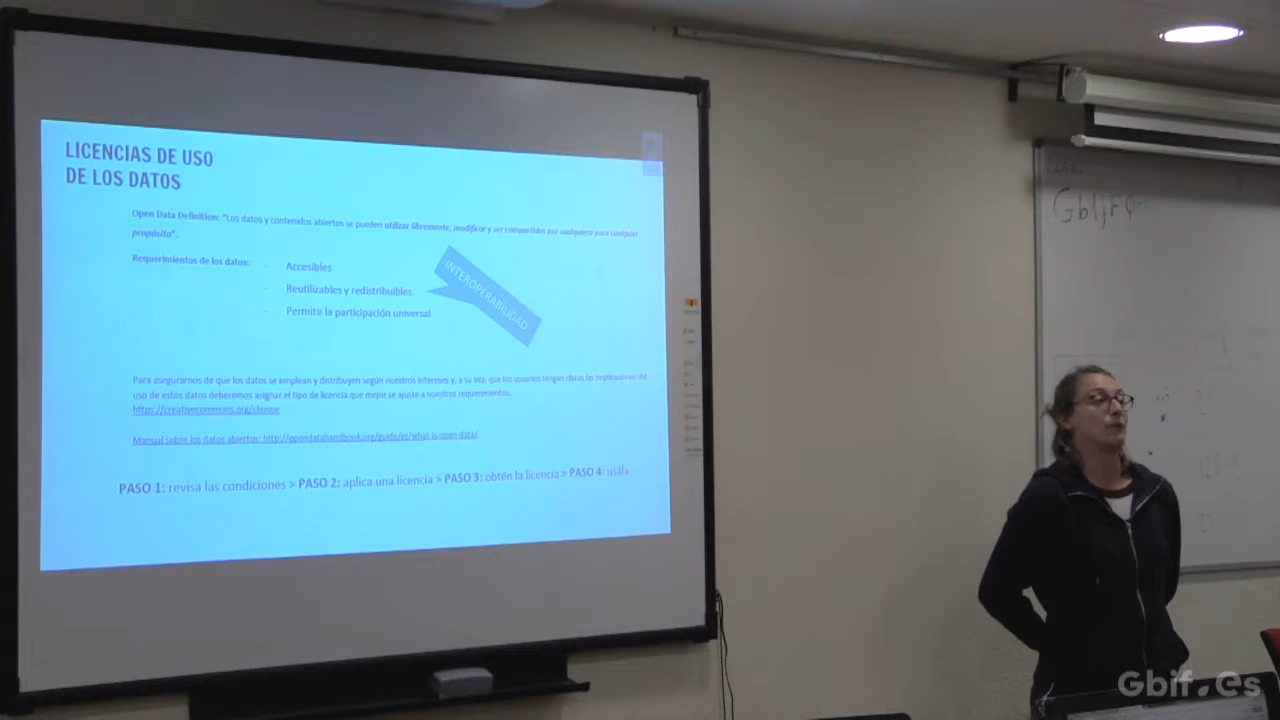 LICENCIAS DE USO
DE LOS DATOS
Open Data Definition: "Los datos y contenidos abiertos se pueden utilizar libremente, modificar y ser compartidos por cualquiera para cualquier
propósito".
Requerimientos de los datos:
- Accesibles
- Reutilizables y redistribuibles
- Permitir la participación universal
INTEROPERABILIDAD
Para asegurarnos de que los datos se emplean y distribuyen según nuestros intereses y, a su vez, que los usuarios tengan claras las implicaciones del
uso de estos datos deberemos asignar el tipo de licencia que mejor se ajuste a nuestros requerimientos.
https://creativecommons.org/choose
Manual sobre los datos abiertos: http://opendatahandbook.org/guide/es/what-is-open-data/
PASO 1: revisa las condiciones > PASO 2: aplica una licencia > PASO 3: obtén la licencia > PASO 4: usála
Gbif.es